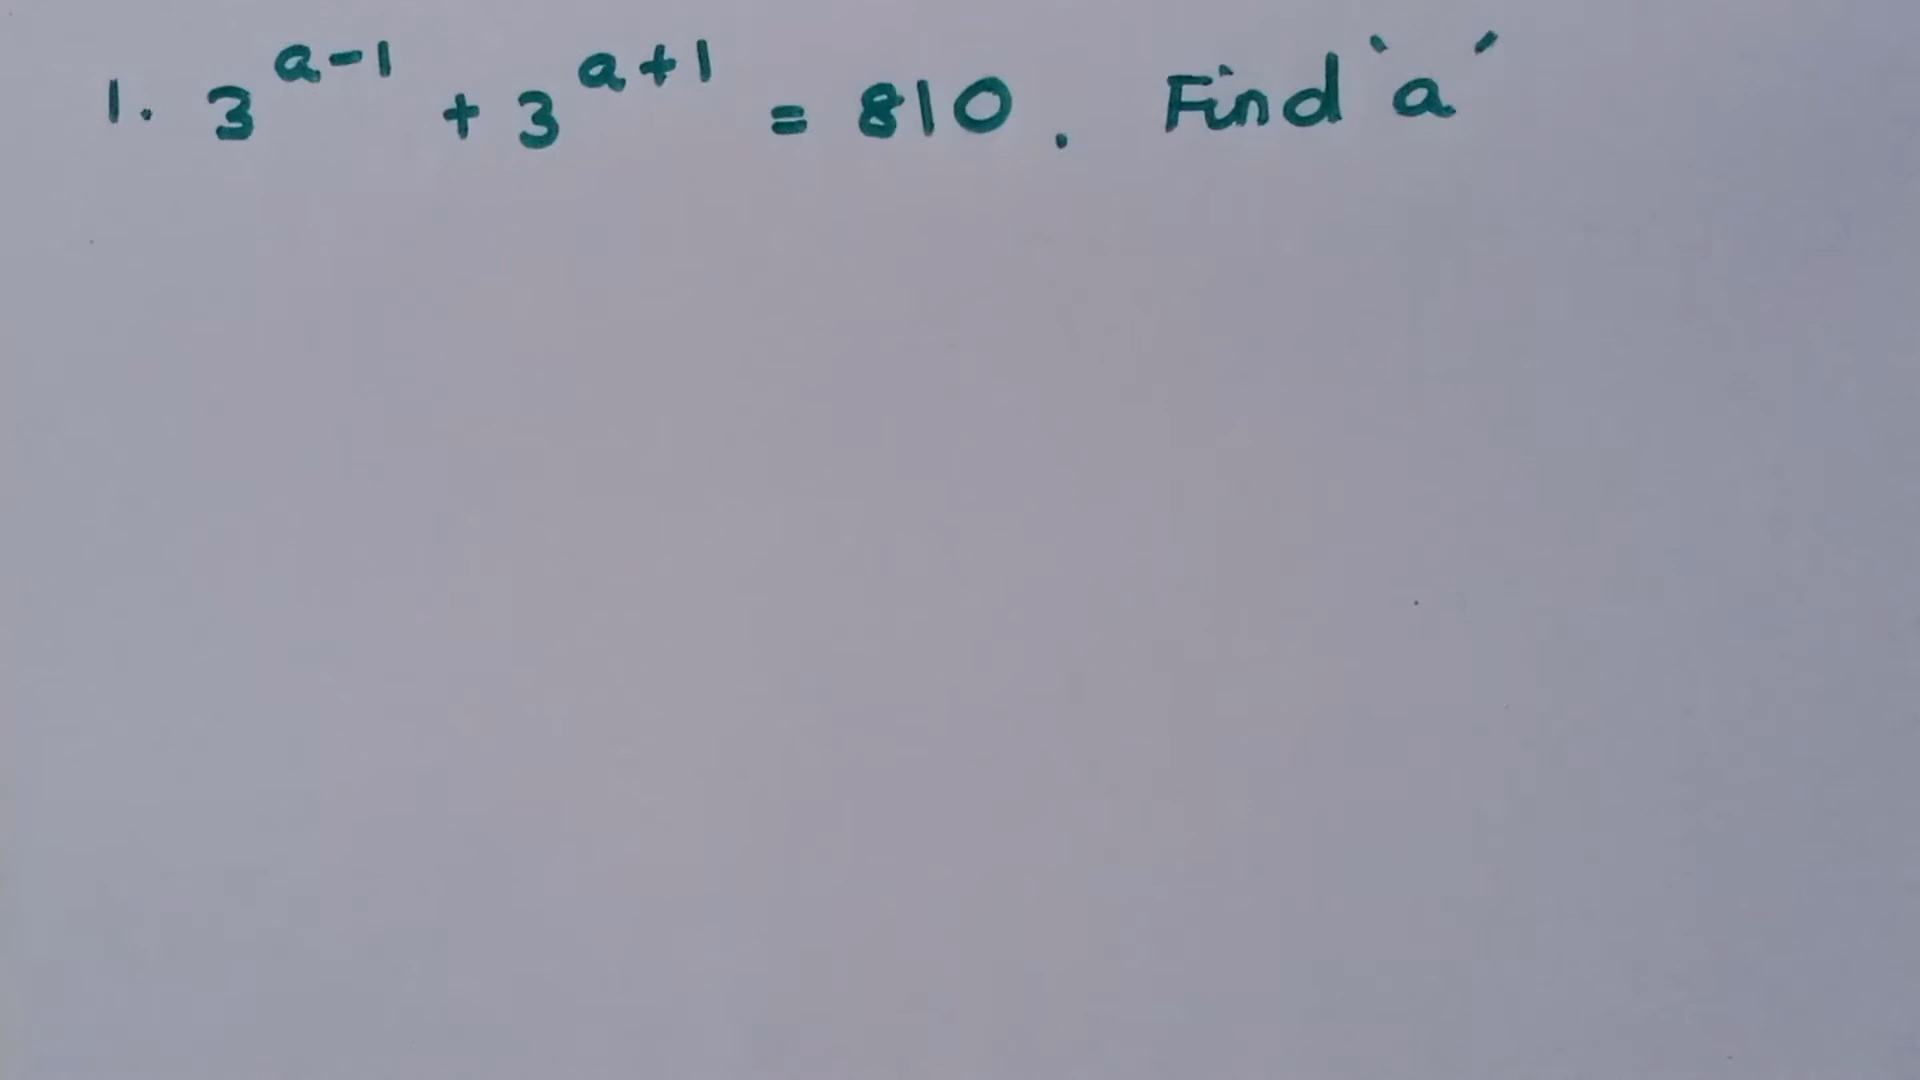 1. 3^{a-1} + 3^{a+1} = 810. Find `a´